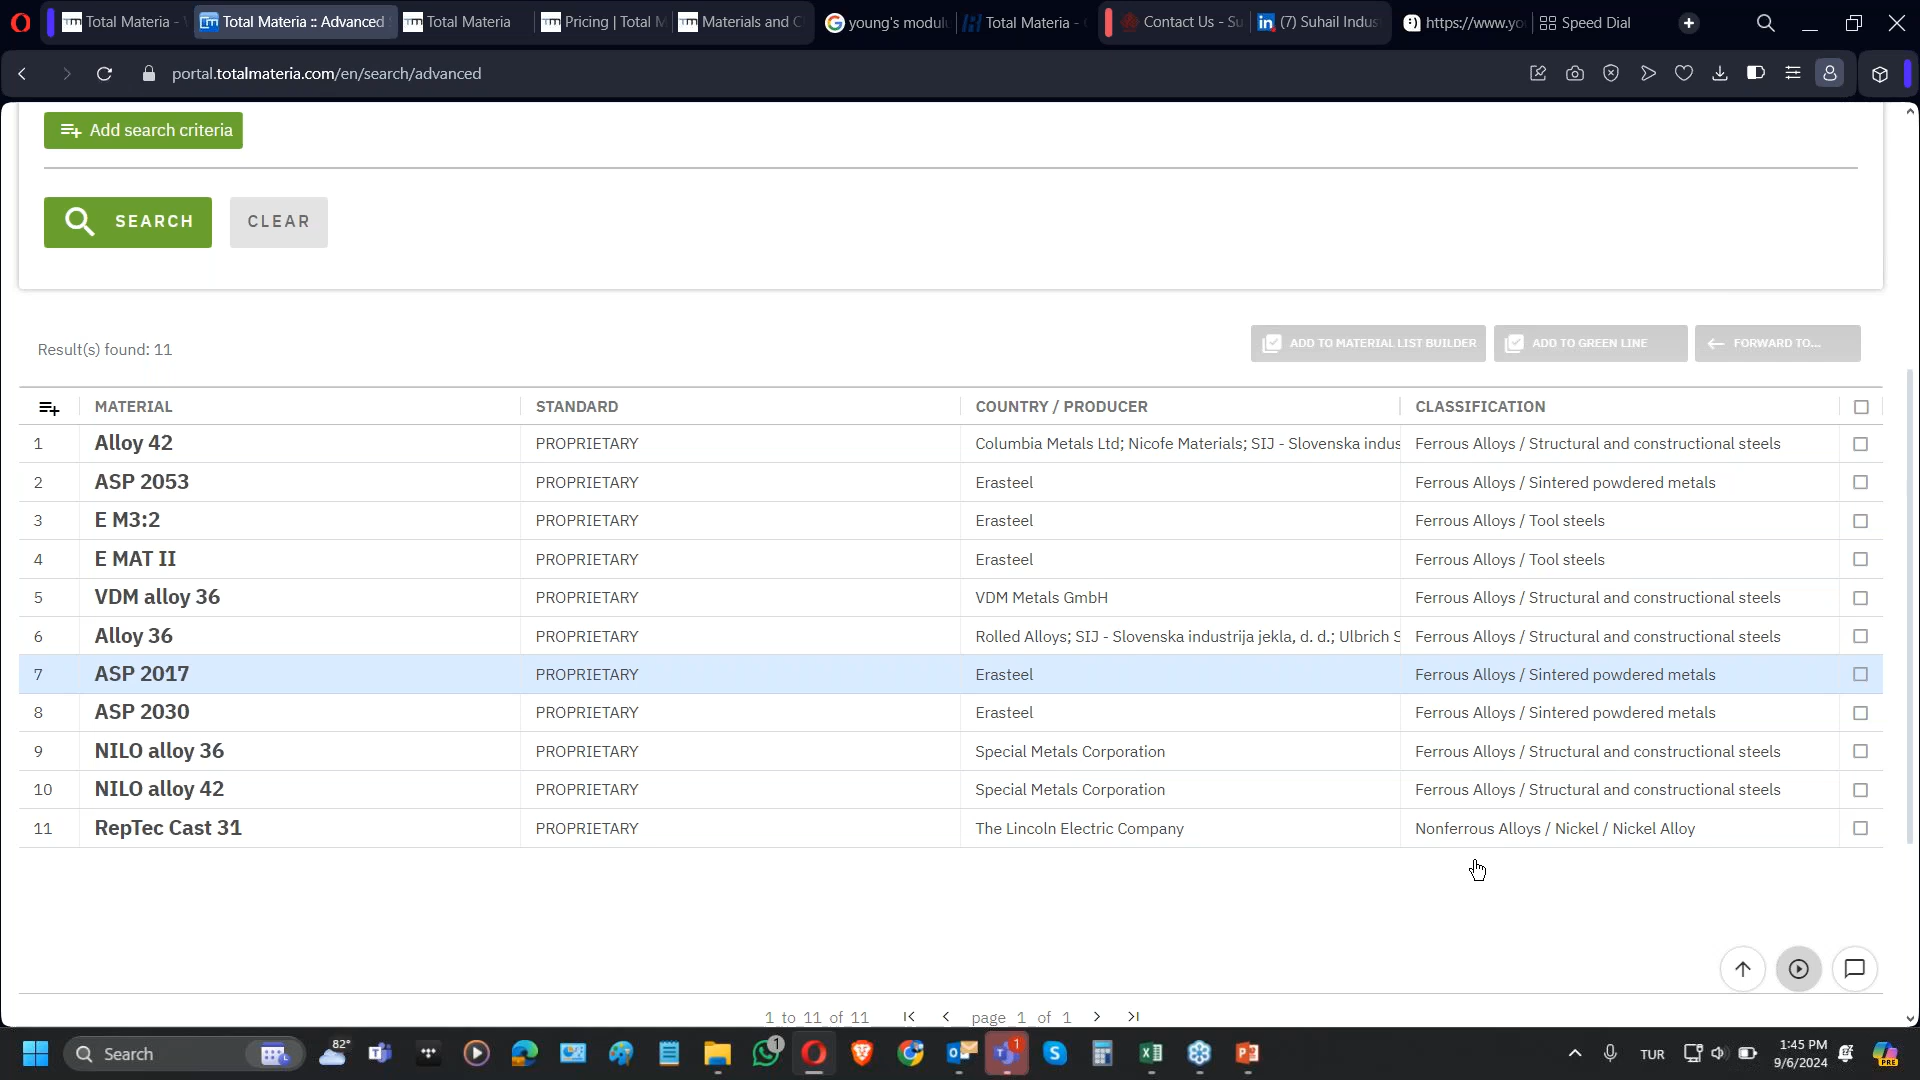 Total Materia -
Total Materia :: Advanced
Total Materia
Pricing | Total M
Materials and C
young's modul
Total Materia -
Contact Us - Su
(7) Suhail Indus
https://www.yo
Speed Dial
portal.totalmateria.com/en/search/advanced
Add search criteria
SEARCH
CLEAR
Result(s) found: 11
ADD TO MATERIAL LIST BUILDER
ADD TO GREEN LINE
FORWARD TO...
MATERIAL STANDARD COUNTRY / PRODUCER CLASSIFICATION
1 Alloy 42 PROPRIETARY Columbia Metals Ltd; Nicofe Materials; SIJ - Slovenska indus Ferrous Alloys / Structural and constructional steels
2 ASP 2053 PROPRIETARY Erasteel Ferrous Alloys / Sintered powdered metals
3 E M3:2 PROPRIETARY Erasteel Ferrous Alloys / Tool steels
4 E MAT II PROPRIETARY Erasteel Ferrous Alloys / Tool steels
5 VDM alloy 36 PROPRIETARY VDM Metals GmbH Ferrous Alloys / Structural and constructional steels
6 Alloy 36 PROPRIETARY Rolled Alloys; SIJ - Slovenska industrija jekla, d. d.; Ulbrich S Ferrous Alloys / Structural and constructional steels
7 ASP 2017 PROPRIETARY Erasteel Ferrous Alloys / Sintered powdered metals
8 ASP 2030 PROPRIETARY Erasteel Ferrous Alloys / Sintered powdered metals
9 NILO alloy 36 PROPRIETARY Special Metals Corporation Ferrous Alloys / Structural and constructional steels
10 NILO alloy 42 PROPRIETARY Special Metals Corporation Ferrous Alloys / Structural and constructional steels
11 RepTec Cast 31 PROPRIETARY The Lincoln Electric Company Nonferrous Alloys / Nickel / Nickel Alloy
1 to 11 of 11 page 1 of 1
Search
82°
1
1
TUR
1:45 PM
9/6/2024